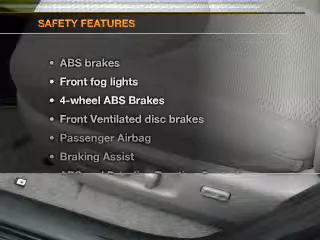 SAFETY FEATURES
• ABS brakes
• Front fog lights
• 4-wheel ABS Brakes
• Front Ventilated disc brakes
• Passenger Airbag
• Braking Assist